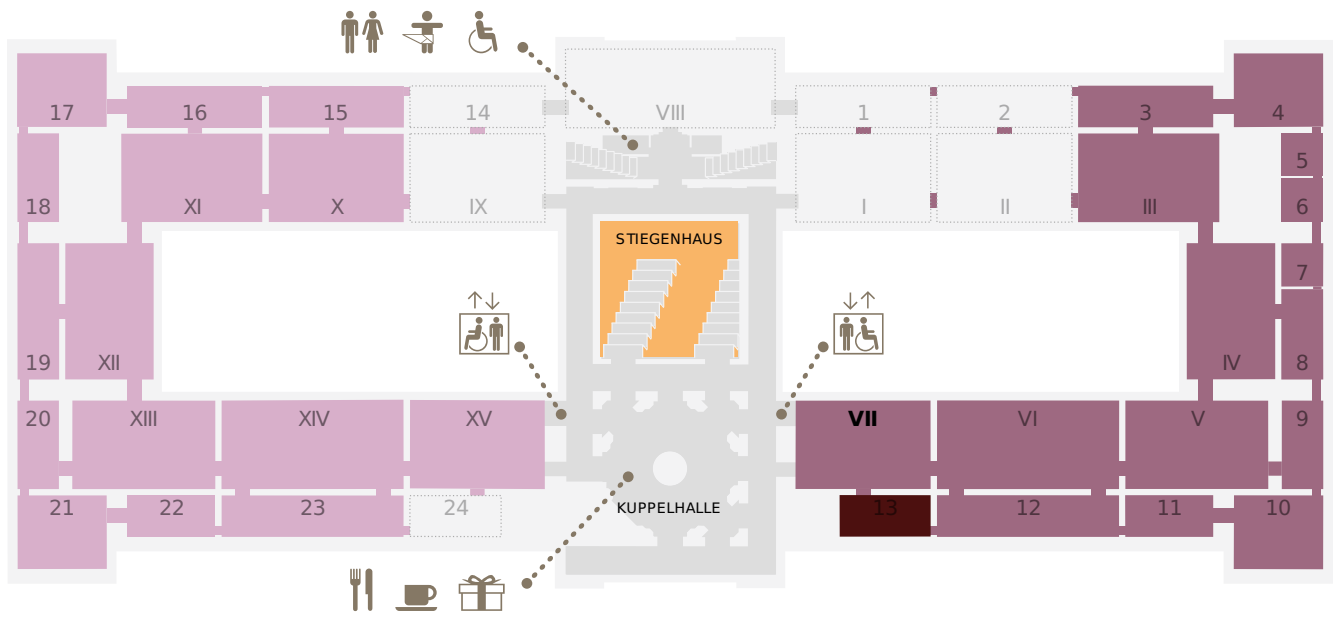 17 16 15 14 VIII 1 2 3 4
5
18 XI X IX I II III 6
STIEGENHAUS
7
19 XII IV 8
20 XIII XIV XV VII VI V 9
21 22 23 24 KUPPELHALLE 13 12 11 10